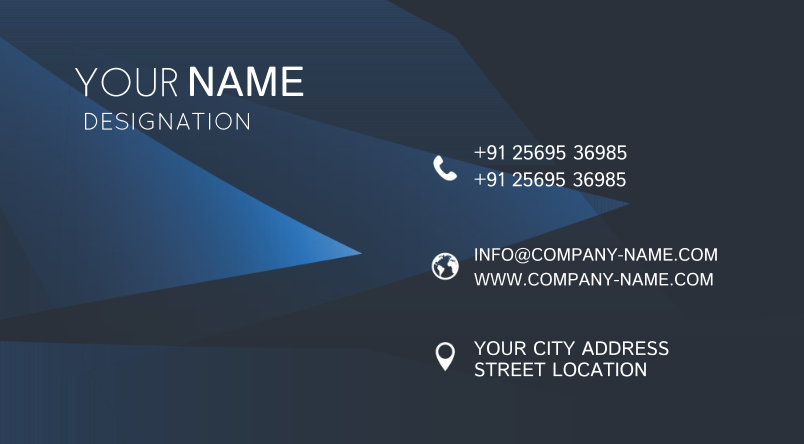 YOUR NAME
DESIGNATION
+91 25695 36985
+91 25695 36985
INFO@COMPANY-NAME.COM
WWW.COMPANY-NAME.COM
YOUR CITY ADDRESS
STREET LOCATION